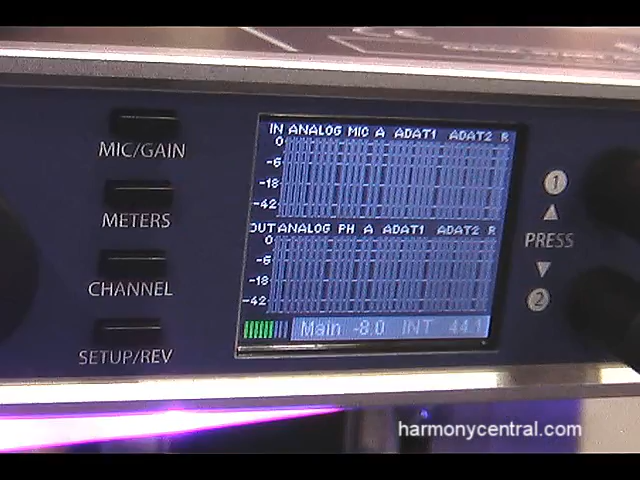 MIC/GAIN
METERS
CHANNEL
SETUP/REV
IN ANALOG MIC A ADAT1 ADAT2 R
0
-6
-18
-42
OUT ANALOG PH A ADAT1 ADAT2 R
0
-6
-18
-42
Main -8.0 INT 44.1
1
PRESS
2
harmonycentral.com